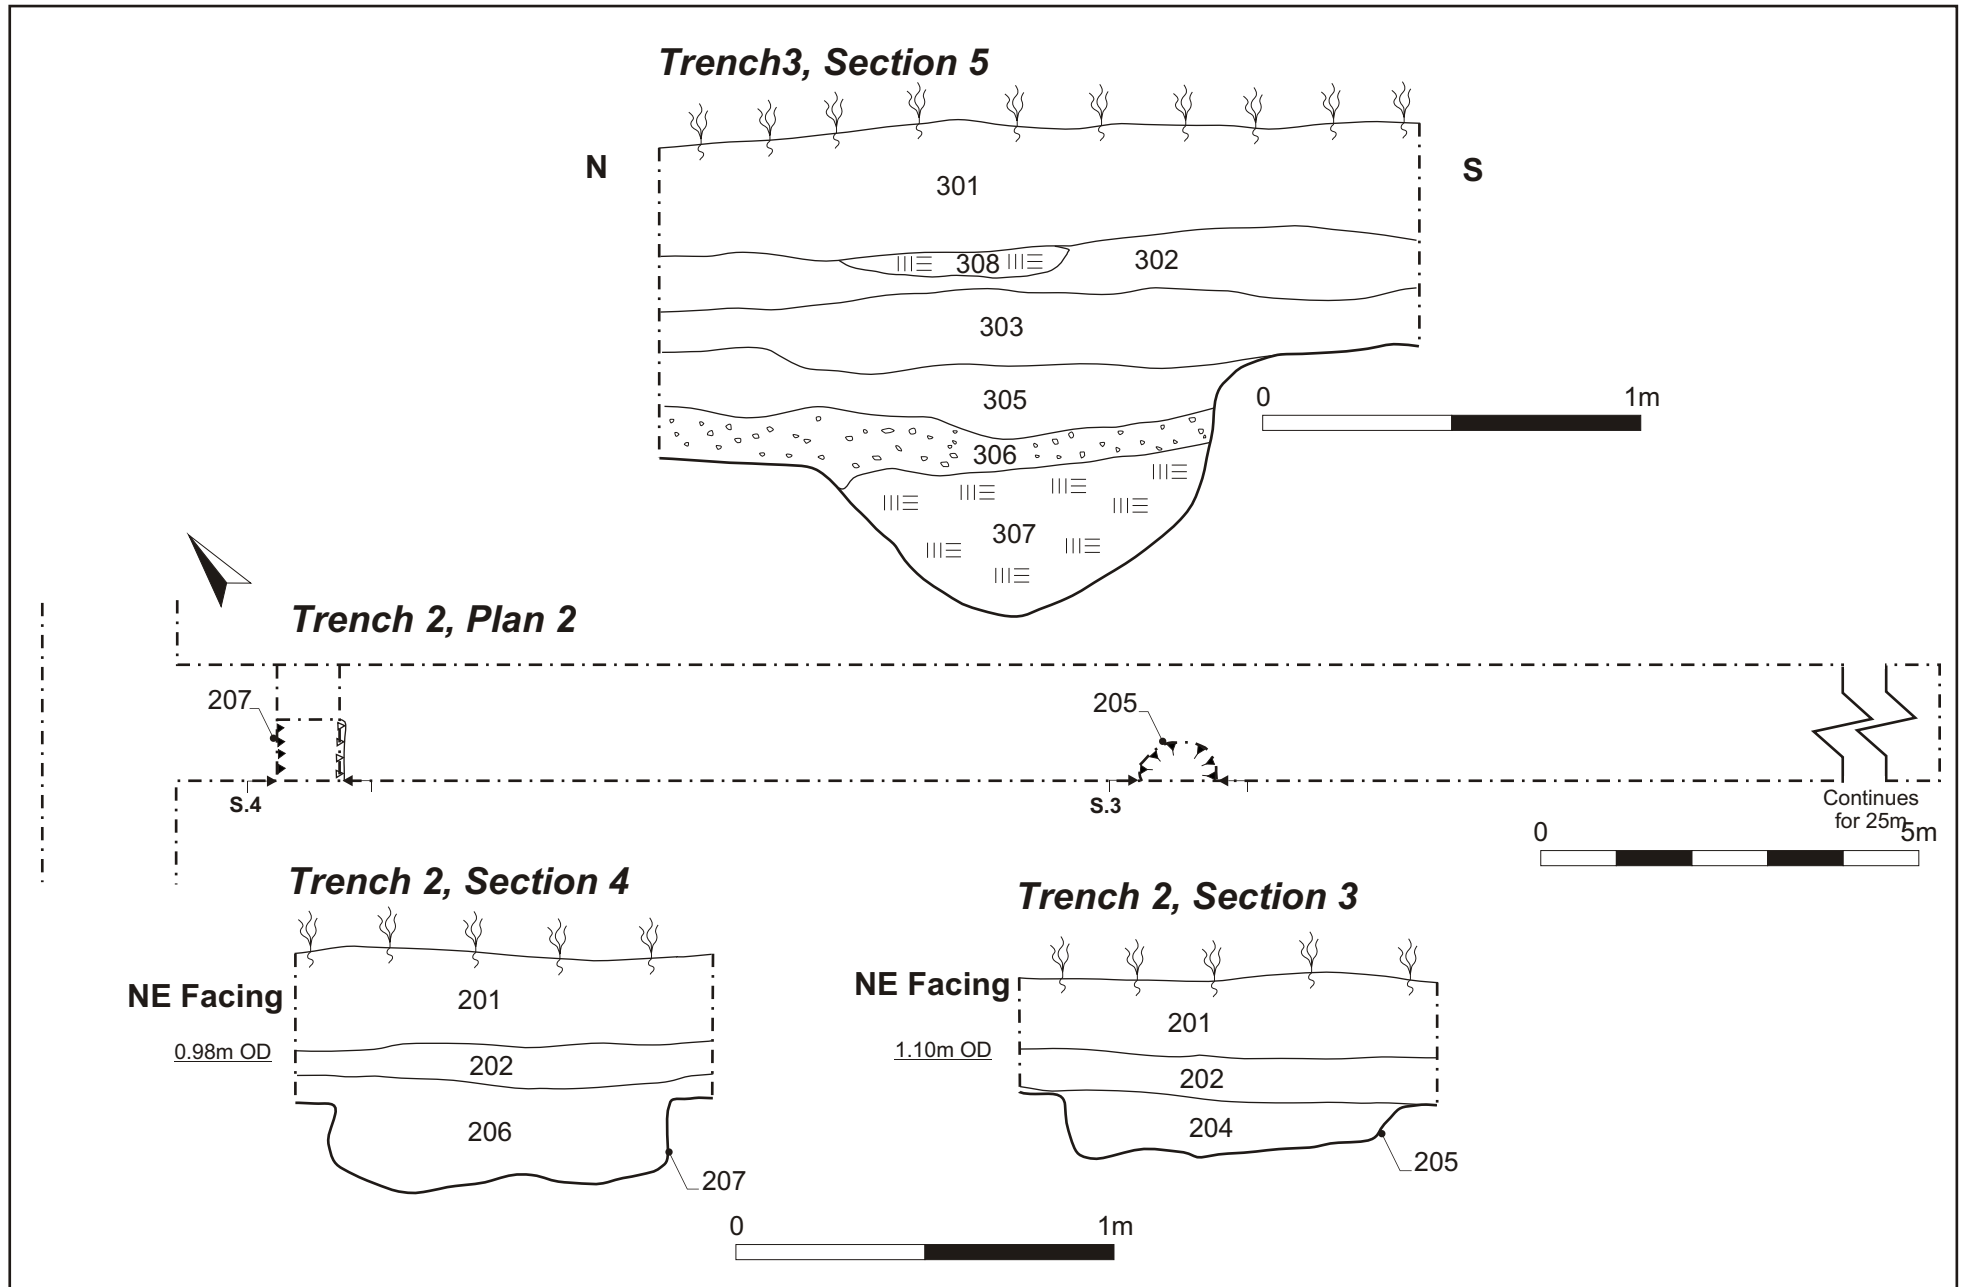 Trench3, Section 5
N
S
301
308
302
303
305
306
307
0 1m
Trench 2, Plan 2
207
205
S.4
S.3
Continues
for 25m
0 5m
Trench 2, Section 4
NE Facing
201
0.98m OD
202
206
207
Trench 2, Section 3
NE Facing
201
1.10m OD
202
204
205
0 1m